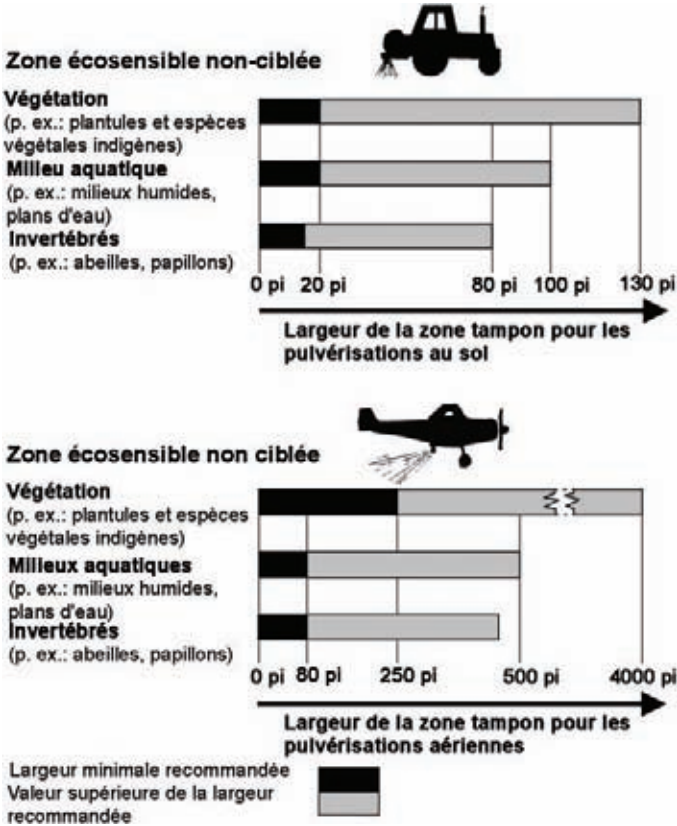 Zone écosensible non-ciblée
Végétation
(p. ex.: plantules et espèces
végétales indigènes)
Milieu aquatique
(p. ex.: milieux humides,
plans d'eau)
Invertébrés
(p. ex.: abeilles, papillons)
0 pi 20 pi 80 pi 100 pi 130 pi
Largeur de la zone tampon pour les
pulvérisations au sol
Zone écosensible non ciblée
Végétation
(p. ex.: plantules et espèces
végétales indigènes)
Milieux aquatiques
(p. ex.: milieux humides,
plans d'eau)
Invertébrés
(p. ex.: abeilles, papillons)
0 pi 80 pi 250 pi 500 pi 4000 pi
Largeur de la zone tampon pour les
pulvérisations aériennes
Largeur minimale recommandée
Valeur supérieure de la largeur
recommandée